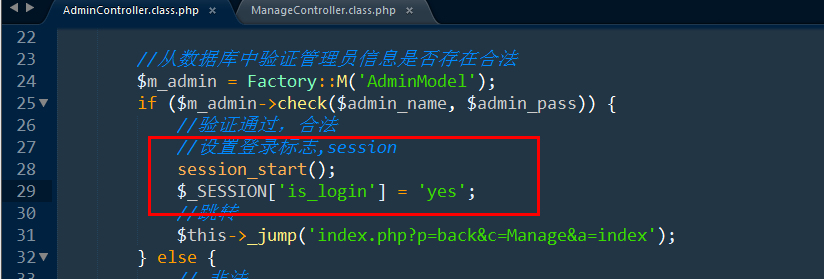 AdminController.class.php × ManageController.class.php ×
22
23 //从数据库中验证管理员信息是否存在合法
24 $m_admin = Factory::M('AdminModel');
25 if ($m_admin->check($admin_name, $admin_pass)) {
26 //验证通过，合法
27 //设置登录标志,session
28 session_start();
29 $_SESSION['is_login'] = 'yes';
30 //跳转
31 $this->_jump('index.php?p=back&c=Manage&a=index');
32 } else {
33 // 非法